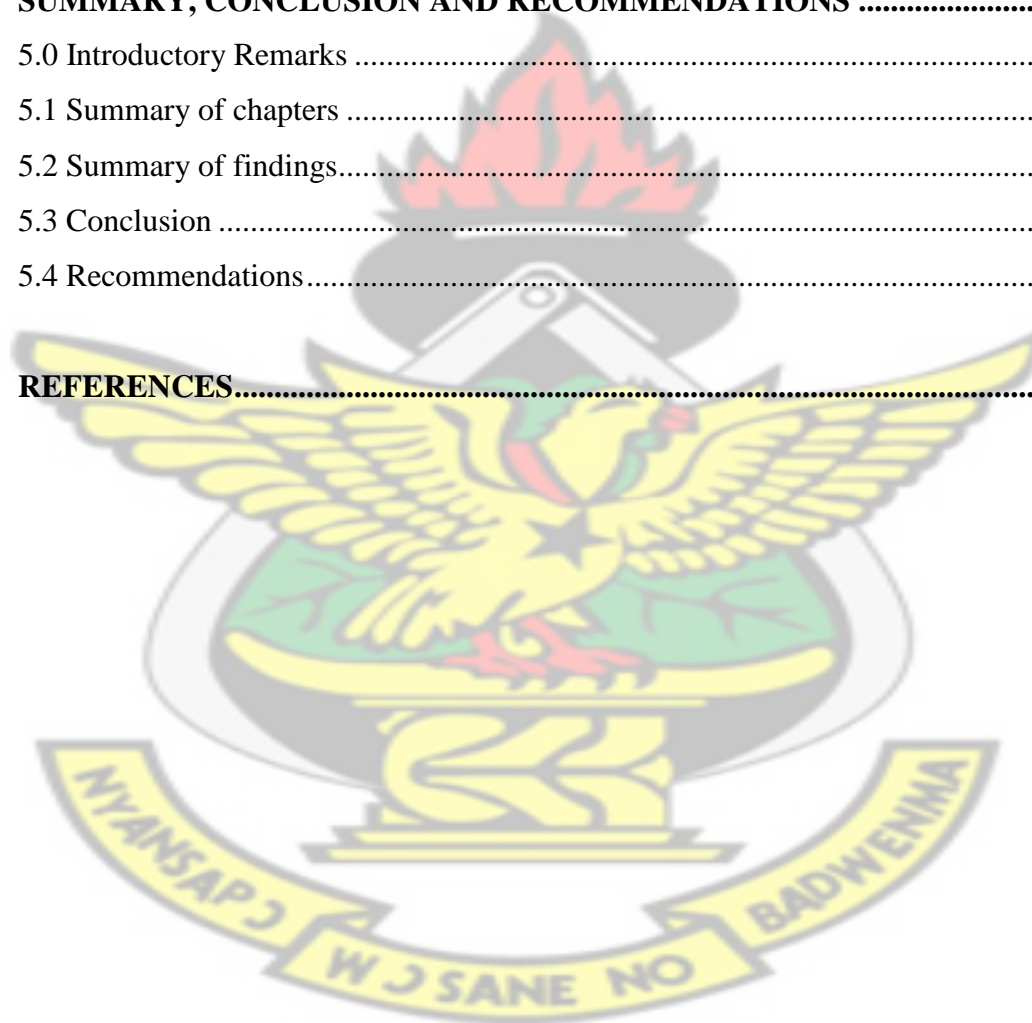 SUMMARY, CONCLUSION AND RECOMMENDATIONS ......................
5.0 Introductory Remarks ....................................................................................
5.1 Summary of chapters .....................................................................................
5.2 Summary of findings......................................................................................
5.3 Conclusion .....................................................................................................
5.4 Recommendations..........................................................................................
REFERENCES....................................................................................................
NYANSAPƆ WƆSANE NO BADWENMA